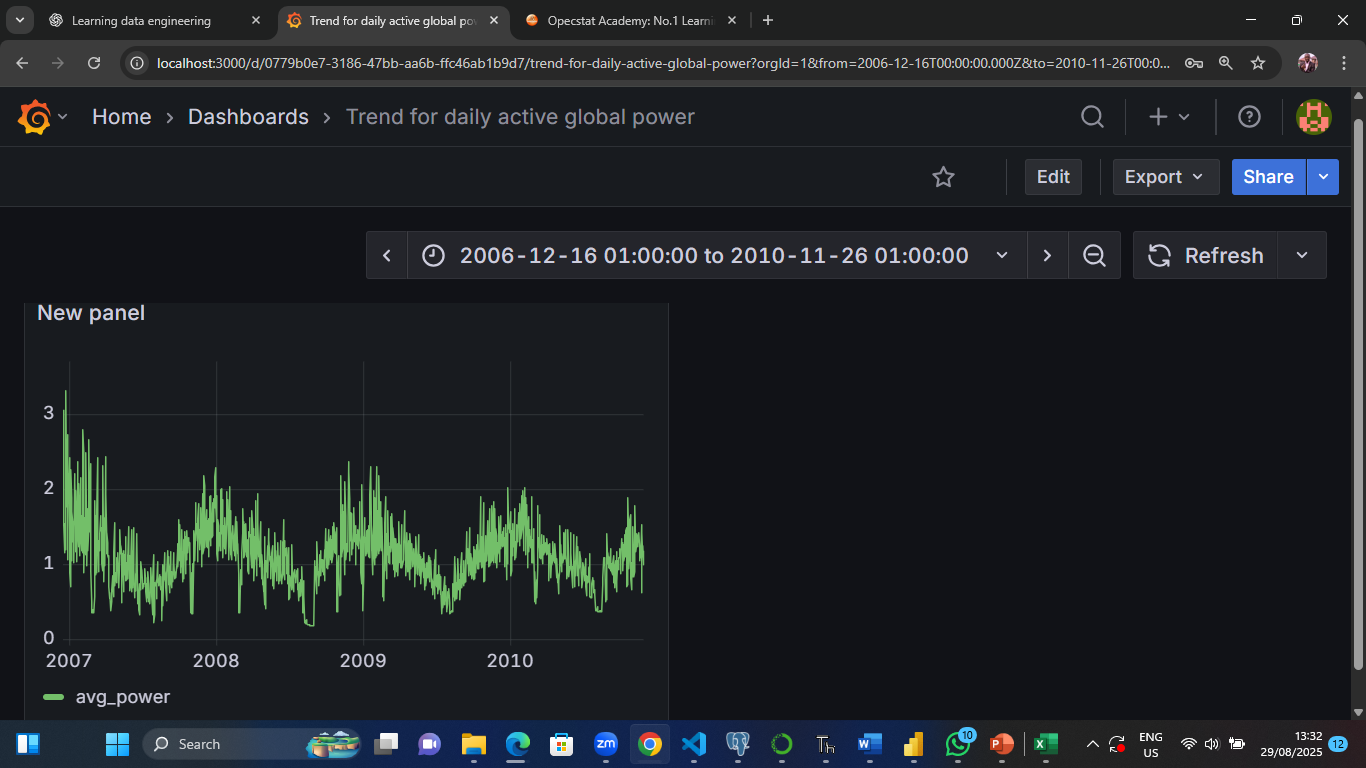 Learning data engineering
Trend for daily active global po
Opecstat Academy: No.1 Learni
localhost:3000/d/0779b0e7-3186-47bb-aa6b-ffc46ab1b9d7/trend-for-daily-active-global-power?orgId=1&from=2006-12-16T00:00:00.000Z&to=2010-11-26T00:0...
Home › Dashboards › Trend for daily active global power
Edit
Export
Share
2006-12-16 01:00:00 to 2010-11-26 01:00:00
Refresh
New panel
3
2
1
0
2007 2008 2009 2010
avg_power
Search
zm
Th
10
ENG
US
13:32
29/08/2025
12